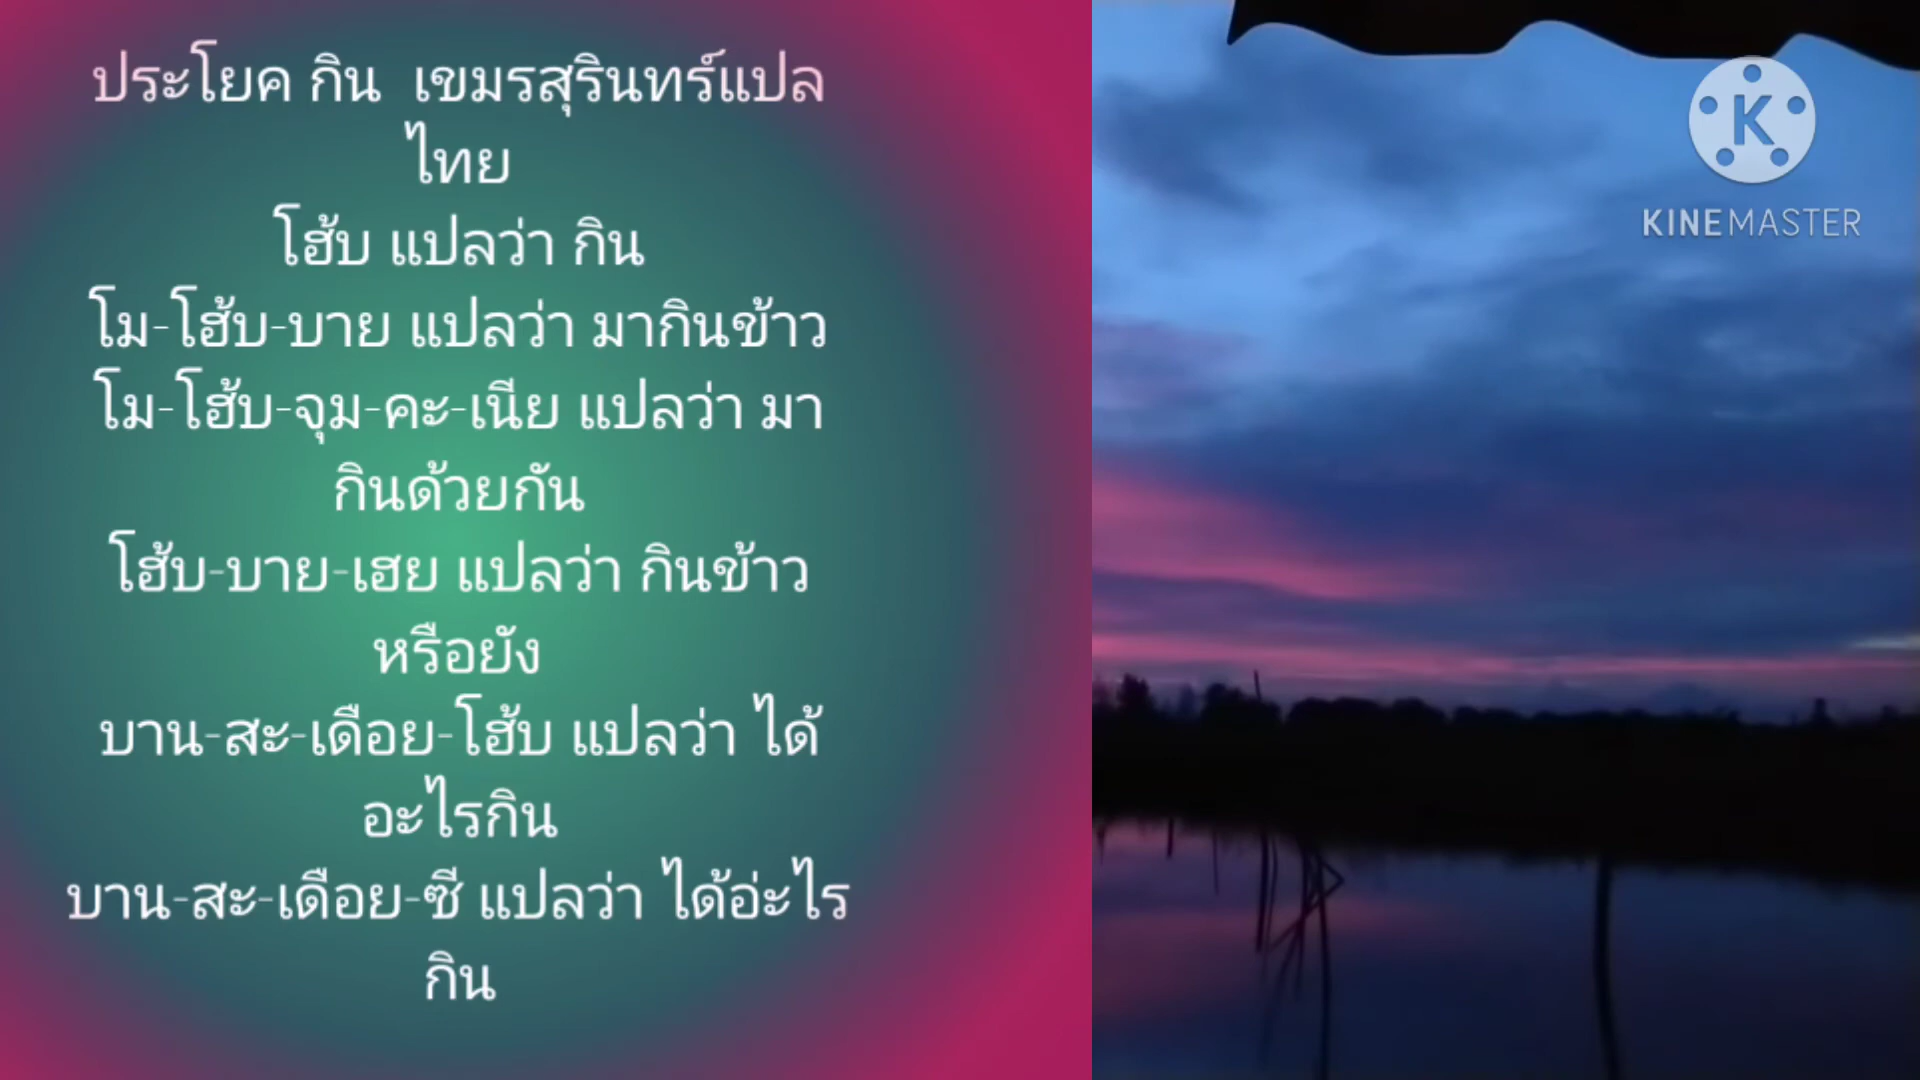 ประโยค กิน เขมรสุรินทร์แปล
ไทย
โฮ้บ แปลว่า กิน
โม-โฮ้บ-บาย แปลว่า มากินข้าว
โม-โฮ้บ-จุม-คะ-เนีย แปลว่า มา
กินด้วยกัน
โฮ้บ-บาย-เฮย แปลว่า กินข้าว
หรือยัง
บาน-สะ-เดือย-โฮ้บ แปลว่า ได้
อะไรกิน
บาน-สะ-เดือย-ซี แปลว่า ได้อ่ะไร
กิน
K
KINEMASTER